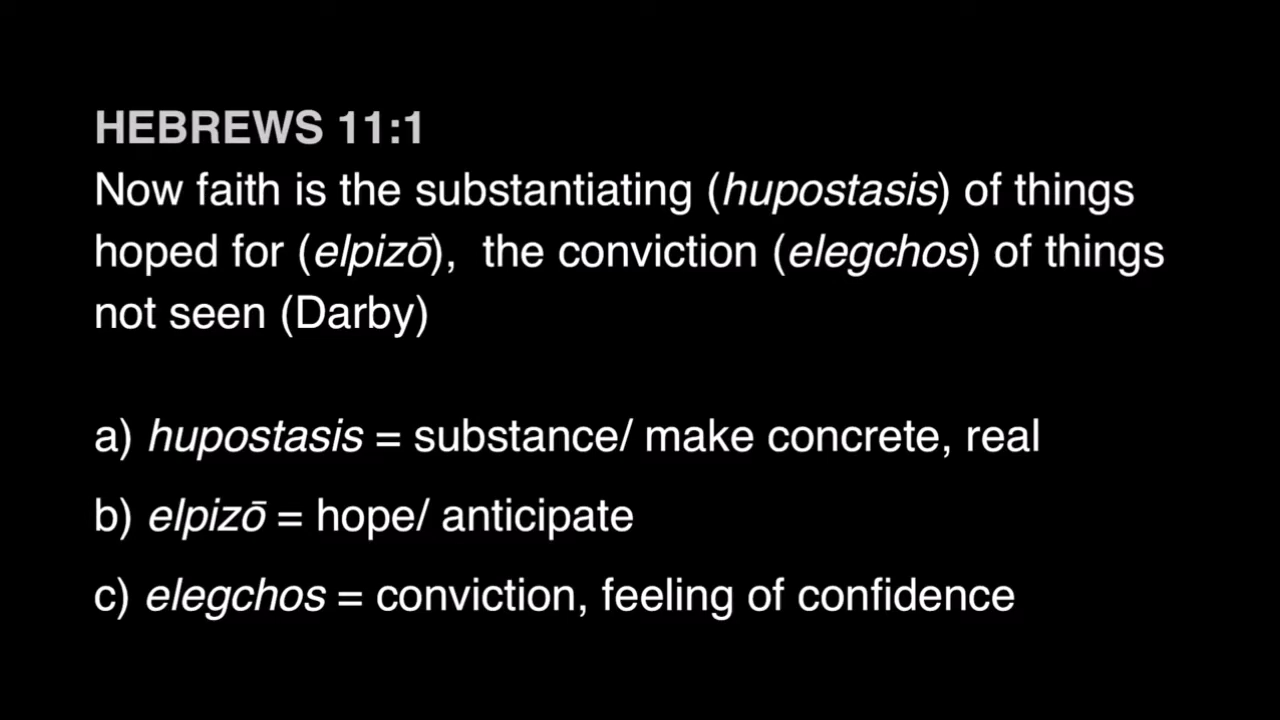 HEBREWS 11:1
Now faith is the substantiating (hupostasis) of things
hoped for (elpizō),  the conviction (elegchos) of things
not seen (Darby)
a) hupostasis = substance/ make concrete, real
b) elpizō = hope/ anticipate
c) elegchos = conviction, feeling of confidence